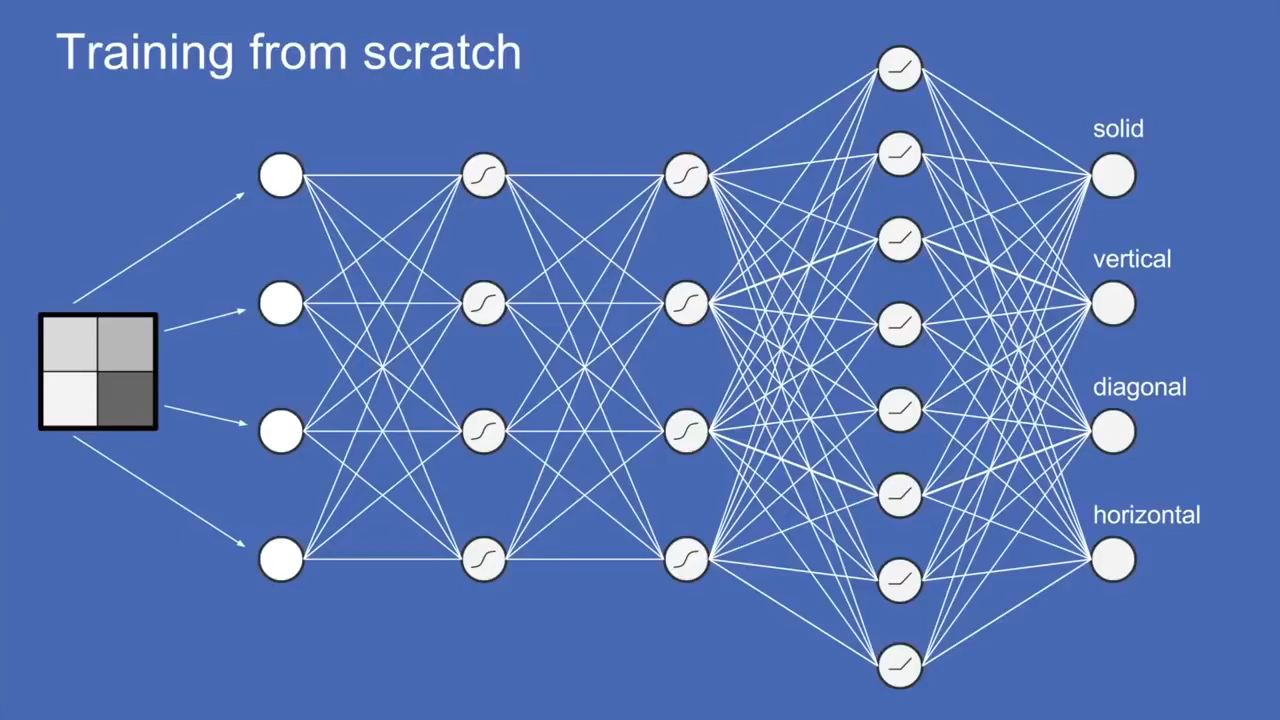 Training from scratch
solid
vertical
diagonal
horizontal